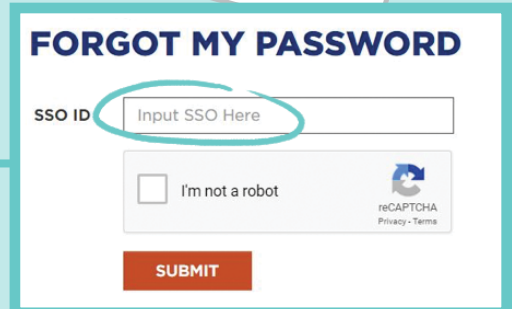 FORGOT MY PASSWORD
SSO ID
Input SSO Here
I'm not a robot
reCAPTCHA
Privacy - Terms
SUBMIT